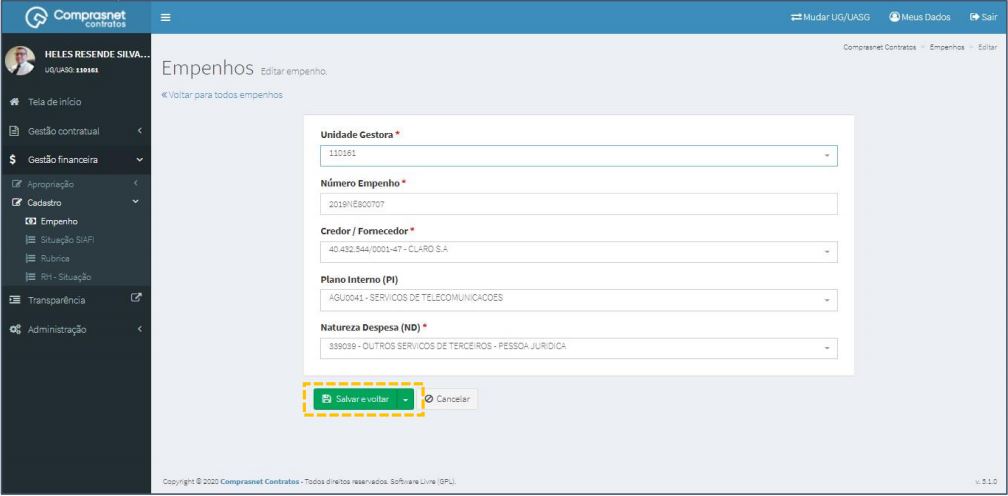 Comprasnet
contratos
Mudar UG/UASG
Meus Dados
Sair
HELES RESENDE SILVA...
UG/UASG: 110161
Tela de início
Gestão contratual
Gestão financeira
Apropriação
Cadastro
Empenho
Situação SIAFI
Rubrica
RH - Situação
Transparência
Administração
Comprasnet Contratos > Empenhos > Editar
Empenhos Editar empenho.
« Voltar para todos empenhos
Unidade Gestora *
110161
Número Empenho *
2019NE800707
Credor / Fornecedor *
40.432.544/0001-47 - CLARO S.A
Plano Interno (PI)
AGU0041 - SERVICOS DE TELECOMUNICACOES
Natureza Despesa (ND) *
339039 - OUTROS SERVICOS DE TERCEIROS - PESSOA JURIDICA
Salvar e voltar
Cancelar
Copyright © 2020 Comprasnet Contratos - Todos direitos reservados. Software Livre (GPL).
v. 5.1.0